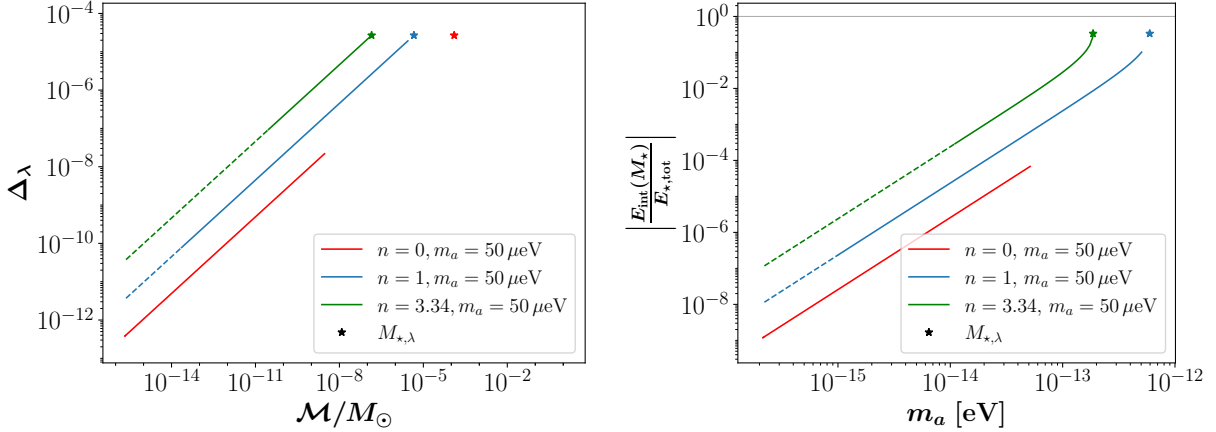 10⁻⁴
10⁻⁶
10⁻⁸
10⁻¹⁰
10⁻¹²
Δ_λ
10⁻¹⁴ 10⁻¹¹ 10⁻⁸ 10⁻⁵ 10⁻²
ℳ/M_⊙
n = 0, m_a = 50 μeV
n = 1, m_a = 50 μeV
n = 3.34, m_a = 50 μeV
M_{⋆,λ}
10⁰
10⁻²
10⁻⁴
10⁻⁶
10⁻⁸
|E_int(M_⋆)/E_{⋆,tot}|
10⁻¹⁵ 10⁻¹⁴ 10⁻¹³ 10⁻¹²
m_a [eV]
n = 0, m_a = 50 μeV
n = 1, m_a = 50 μeV
n = 3.34, m_a = 50 μeV
M_{⋆,λ}